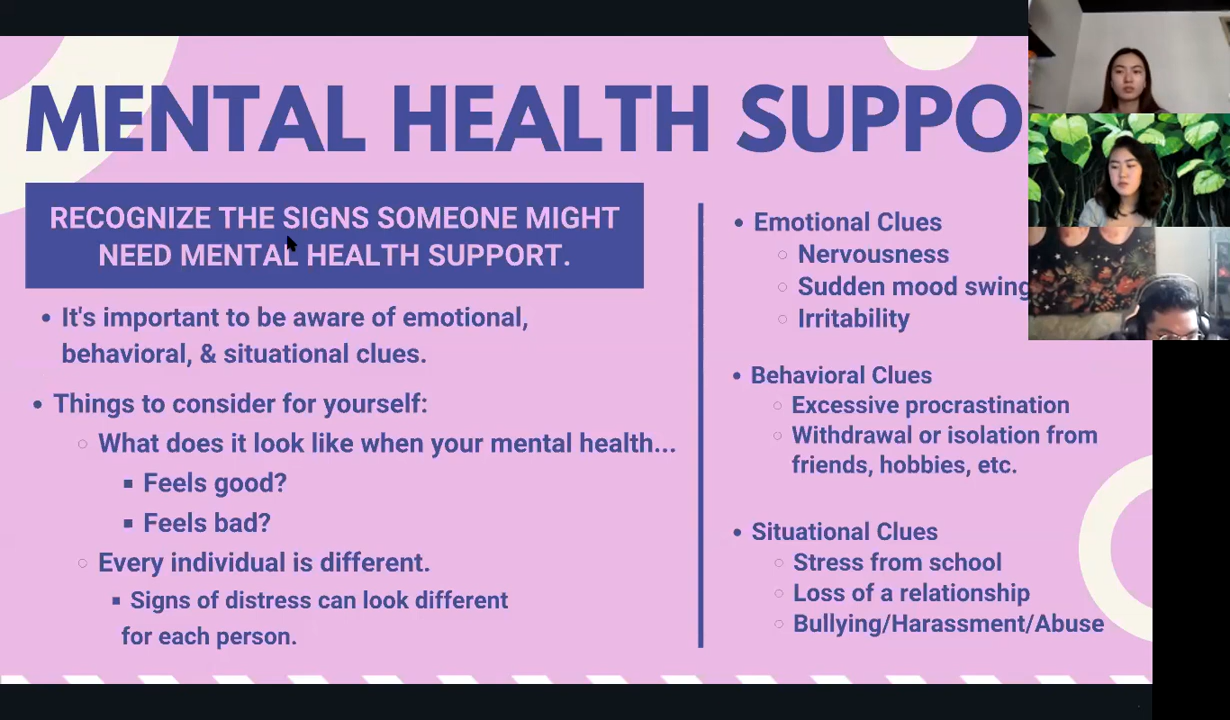 MENTAL HEALTH SUPPO
RECOGNIZE THE SIGNS SOMEONE MIGHT
NEED MENTAL HEALTH SUPPORT.
• It's important to be aware of emotional,
behavioral, & situational clues.
• Things to consider for yourself:
○ What does it look like when your mental health...
▪ Feels good?
▪ Feels bad?
○ Every individual is different.
▪ Signs of distress can look different
for each person.
• Emotional Clues
○ Nervousness
○ Sudden mood swing
○ Irritability
• Behavioral Clues
○ Excessive procrastination
○ Withdrawal or isolation from
friends, hobbies, etc.
• Situational Clues
○ Stress from school
○ Loss of a relationship
○ Bullying/Harassment/Abuse